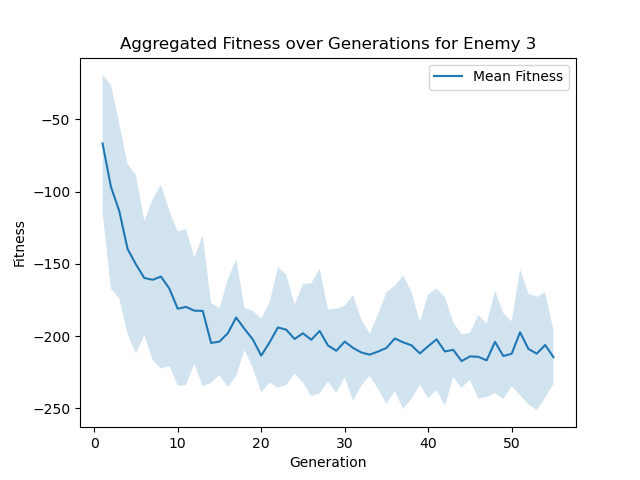 Aggregated Fitness over Generations for Enemy 3
Mean Fitness
Fitness
−50
−100
−150
−200
−250
0 10 20 30 40 50
Generation